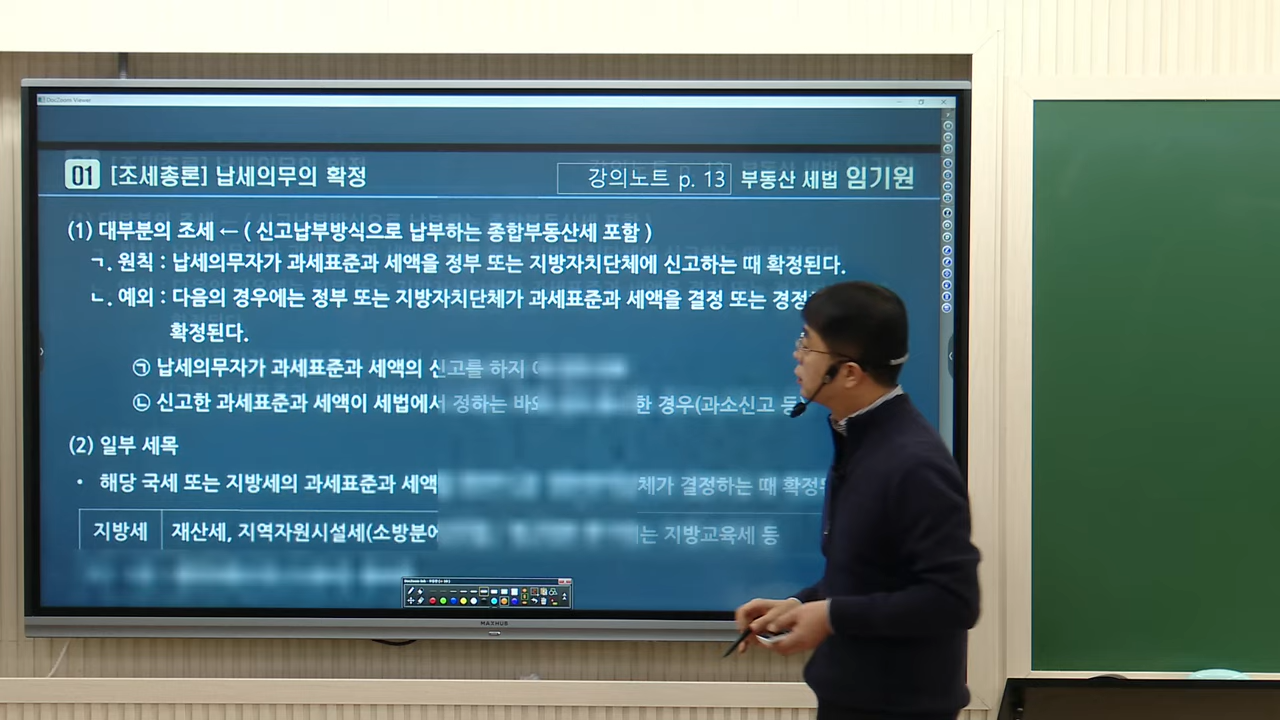 DocZoom Viewer
01 [조세총론] 납세의무의 확정
강의노트 p. 13 부동산 세법 임기원
(1) 대부분의 조세 ← ( 신고납부방식으로 납부하는 종합부동산세 포함 )
ㄱ. 원칙 : 납세의무자가 과세표준과 세액을 정부 또는 지방자치단체에 신고하는 때 확정된다.
ㄴ. 예외 : 다음의 경우에는 정부 또는 지방자치단체가 과세표준과 세액을 결정 또는
확정된다.
㉠ 납세의무자가 과세표준과 세액의 신고를 하지
㉡ 신고한 과세표준과 세액이 세법에서 정하는 한 경우(과소신고
(2) 일부 세목
• 해당 국세 또는 지방세의 과세표준과 세액 결정하는 때
지방세 재산세, 지역자원시설세( 지방교육세 등
MAXHUB